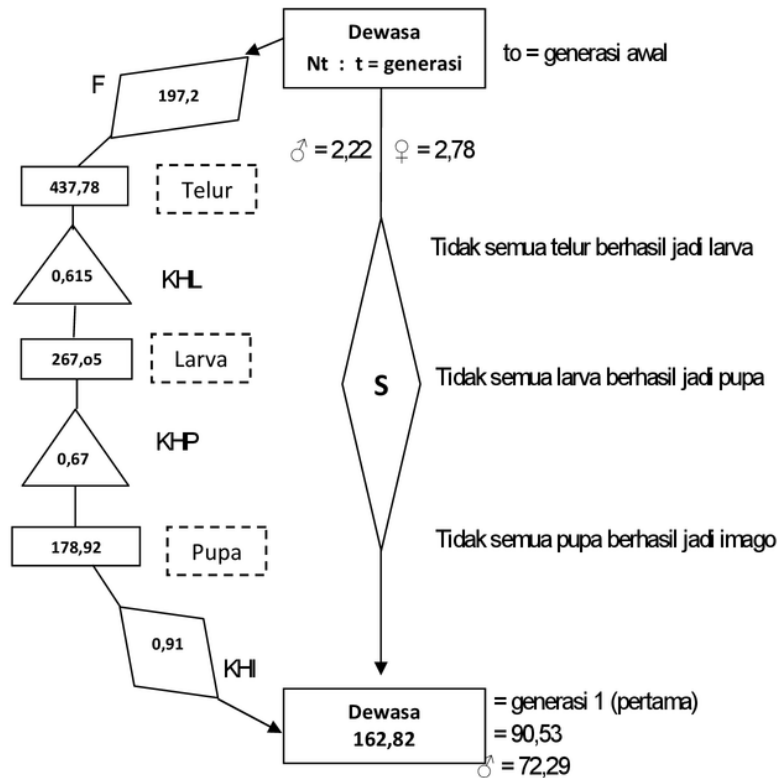 Dewasa
Nt : t = generasi
to = generasi awal
F
197,2
♂ = 2,22 ♀ = 2,78
437,78
Telur
Tidak semua telur berhasil jadi larva
0,615
KHL
267,o5
Larva
S
Tidak semua larva berhasil jadi pupa
KHP
0,67
178,92
Pupa
Tidak semua pupa berhasil jadi imago
0,91
KHI
Dewasa
162,82
= generasi 1 (pertama)
= 90,53
♂ = 72,29